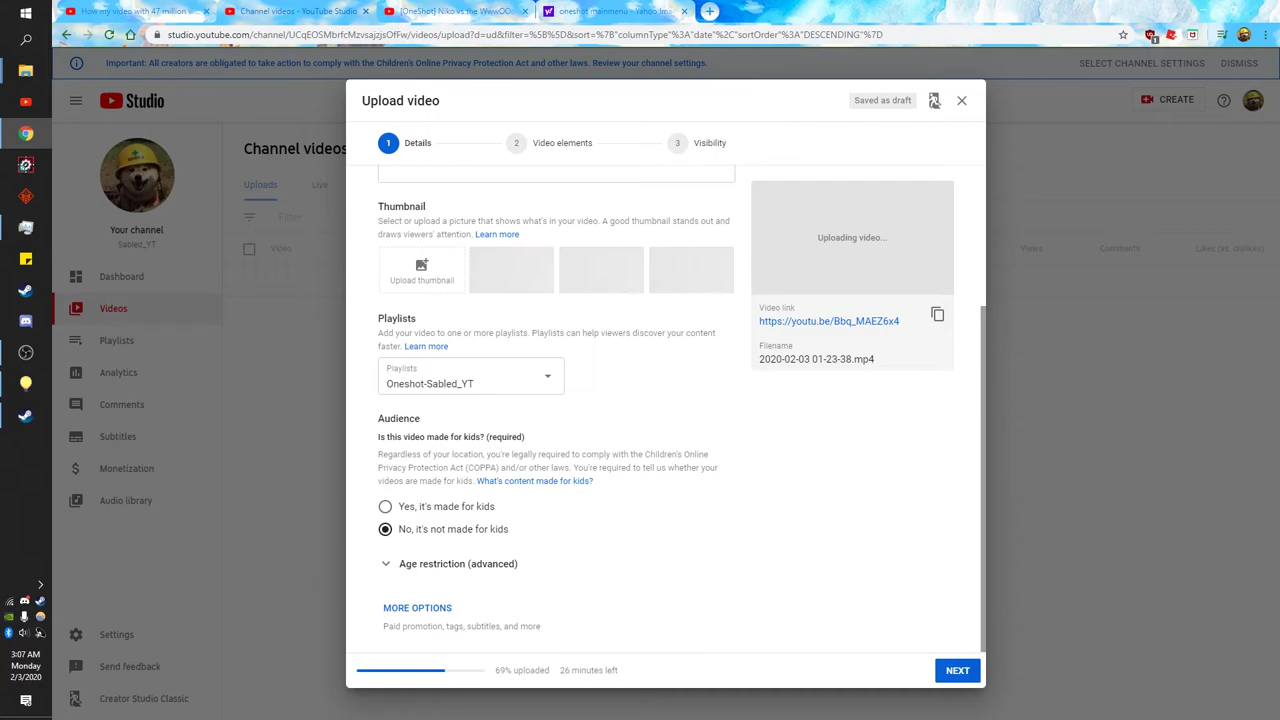 How my video with 47 million v
Channel videos - YouTube Studio
[OneShot] Niko vs the WwwOOo
oneshot mainmenu - Yahoo Ima
studio.youtube.com/channel/UCqEOSMbrfcMzvsajzjsOfFw/videos/upload?d=ud&filter=%5B%5D&sort=%7B"columnType"%3A"date"%2C"sortOrder"%3A"DESCENDING"%7D
Important: All creators are obligated to take action to comply with the Children's Online Privacy Protection Act and other laws. Review your channel settings.
SELECT CHANNEL SETTINGS
DISMISS
Studio
CREATE
Your channel
Sabled_YT
Dashboard
Videos
Playlists
Analytics
Comments
Subtitles
Monetization
Audio library
Settings
Send feedback
Creator Studio Classic
Channel videos
Uploads
Live
Filter
Video
Views
Comments
Likes (vs. dislikes)
Upload video
Saved as draft
1 Details
2 Video elements
3 Visibility
Thumbnail
Select or upload a picture that shows what's in your video. A good thumbnail stands out and
draws viewers' attention. Learn more
Upload thumbnail
Playlists
Add your video to one or more playlists. Playlists can help viewers discover your content
faster. Learn more
Playlists
Oneshot-Sabled_YT
Audience
Is this video made for kids? (required)
Regardless of your location, you're legally required to comply with the Children's Online
Privacy Protection Act (COPPA) and/or other laws. You're required to tell us whether your
videos are made for kids. What's content made for kids?
Yes, it's made for kids
No, it's not made for kids
Age restriction (advanced)
MORE OPTIONS
Paid promotion, tags, subtitles, and more
Uploading video...
Video link
https://youtu.be/Bbq_MAEZ6x4
Filename
2020-02-03 01-23-38.mp4
69% uploaded
26 minutes left
NEXT
3:07 AM
Monday
2/3/2020